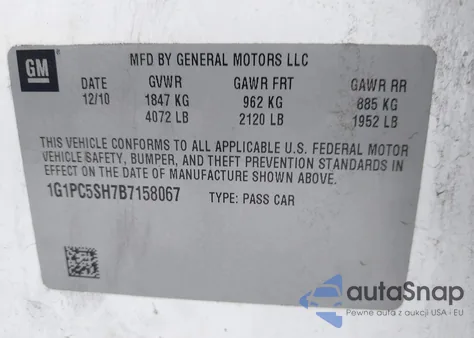 GM
MFD BY GENERAL MOTORS LLC
DATE GVWR GAWR FRT GAWR RR
12/10 1847 KG 962 KG 885 KG
4072 LB 2120 LB 1952 LB
THIS VEHICLE CONFORMS TO ALL APPLICABLE U.S. FEDERAL MOTOR
VEHICLE SAFETY, BUMPER, AND THEFT PREVENTION STANDARDS IN
EFFECT ON THE DATE OF MANUFACTURE SHOWN ABOVE.
1G1PC5SH7B7158067 TYPE: PASS CAR
autoSnap
Pewne auta z aukcji USA - EU